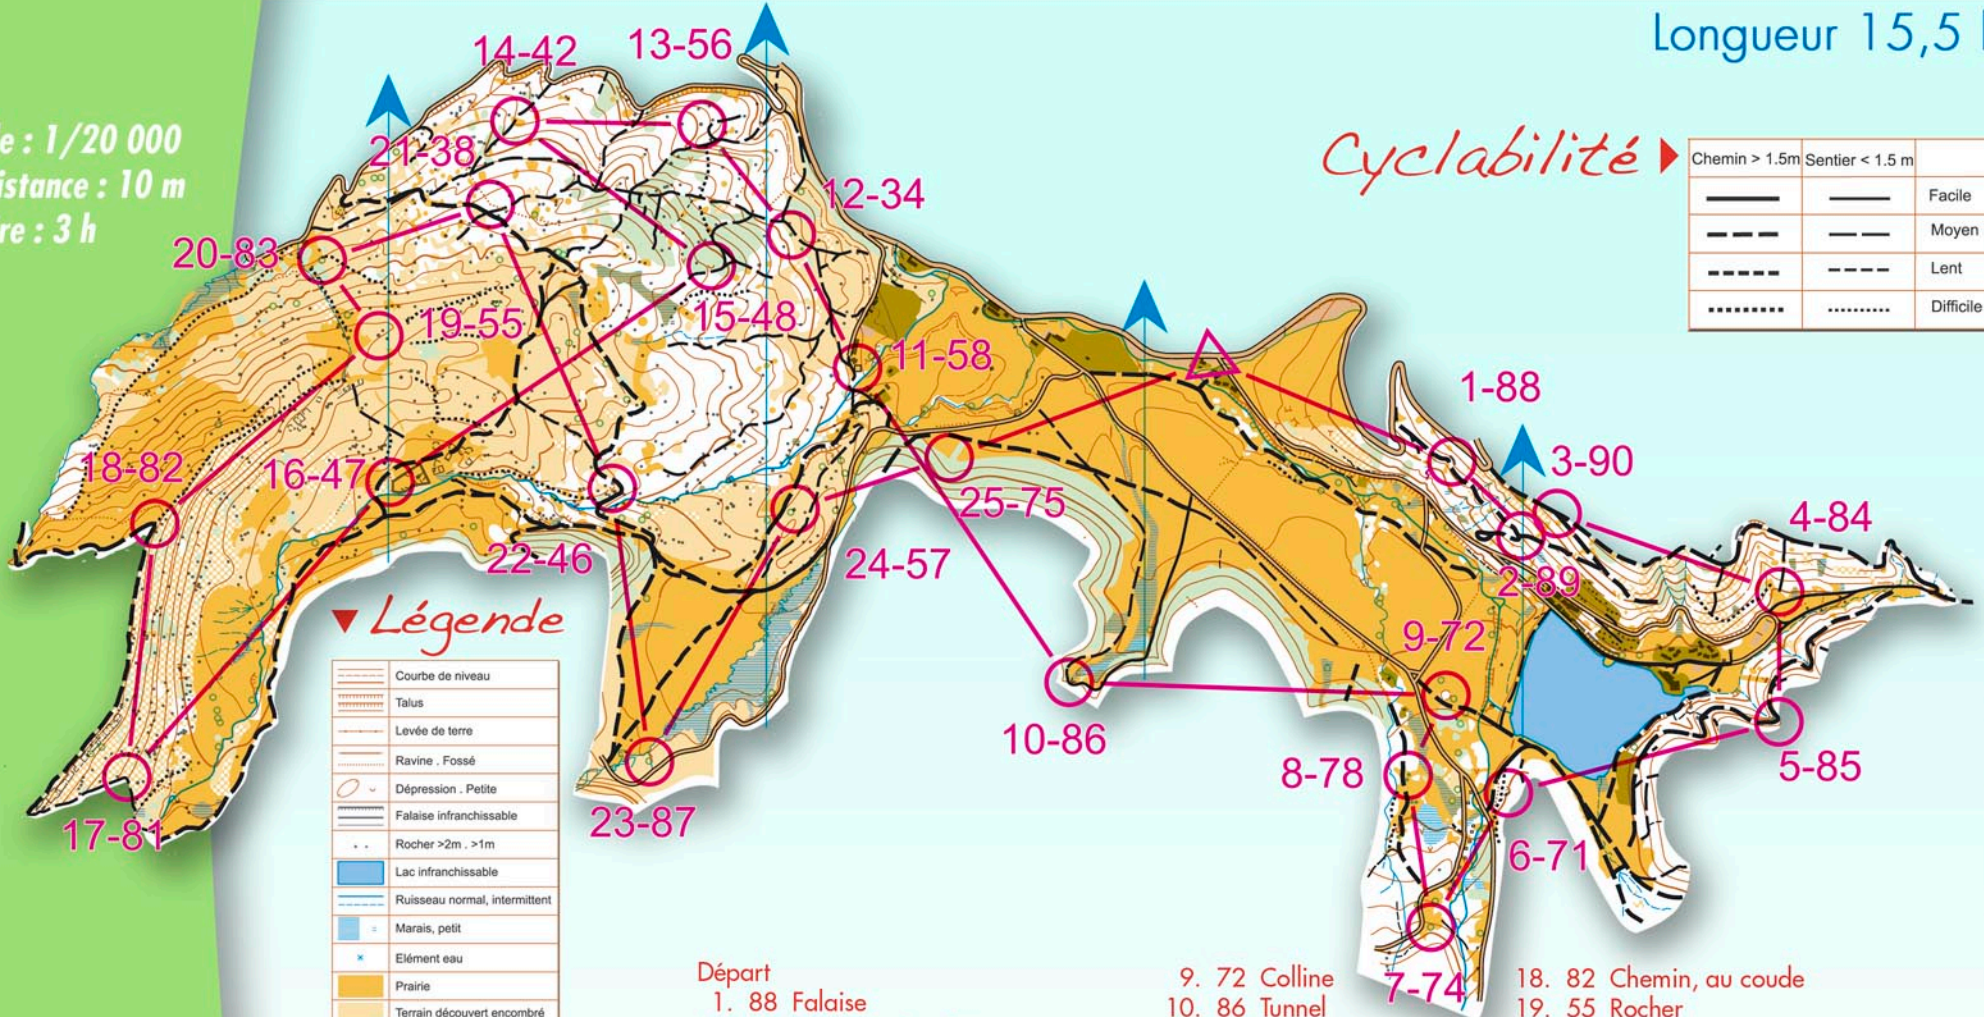 Longueur 15,5
: 1/20 000
: 10 m
: 3 h
14-42
13-56
21-38
12-34
20-83
19-55
15-48
11-58
1-88
3-90
18-82
16-47
25-75
4-84
22-46
24-57
2-89
9-72
10-86
5-85
8-78
23-87
17-81
6-71
7-74
Cyclabilité
Chemin > 1.5m Sentier < 1.5 m
Facile
Moyen
Lent
Difficile
Légende
Courbe de niveau
Talus
Levée de terre
Ravine . Fossé
Dépression . Petite
Falaise infranchissable
Rocher >2m . >1m
Lac infranchissable
Ruisseau normal, intermittent
Marais, petit
Elément eau
Prairie
Terrain découvert encombré
Départ
1. 88 Falaise
9. 72 Colline
10. 86 Tunnel
18. 82 Chemin, au coude
19. 55 Rocher